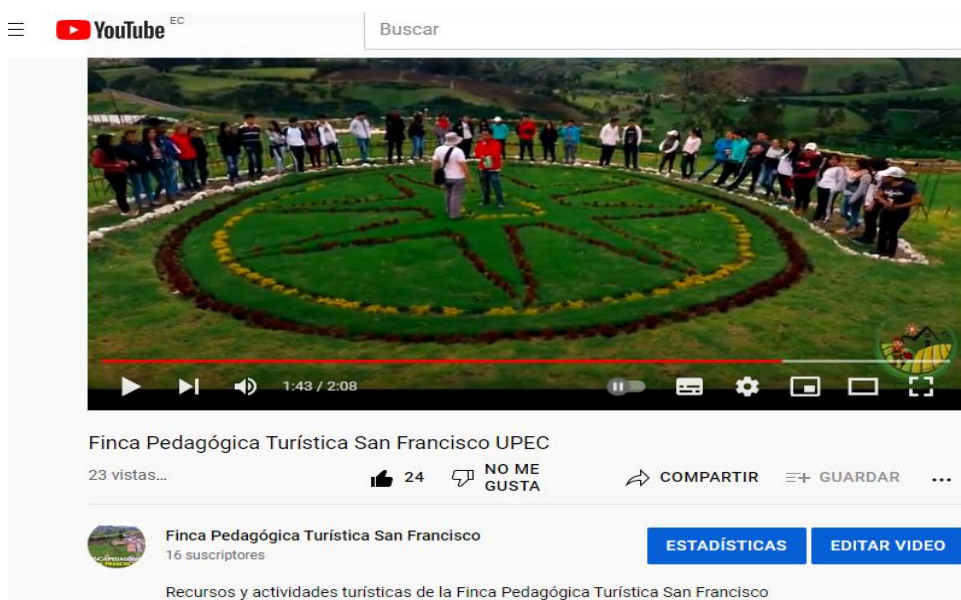 YouTube EC
Buscar
1:43 / 2:08
Finca Pedagógica Turística San Francisco UPEC
23 vistas...
24
NO ME
GUSTA
COMPARTIR
GUARDAR
...
Finca Pedagógica Turística San Francisco
16 suscriptores
ESTADÍSTICAS
EDITAR VIDEO
Recursos y actividades turísticas de la Finca Pedagógica Turística San Francisco